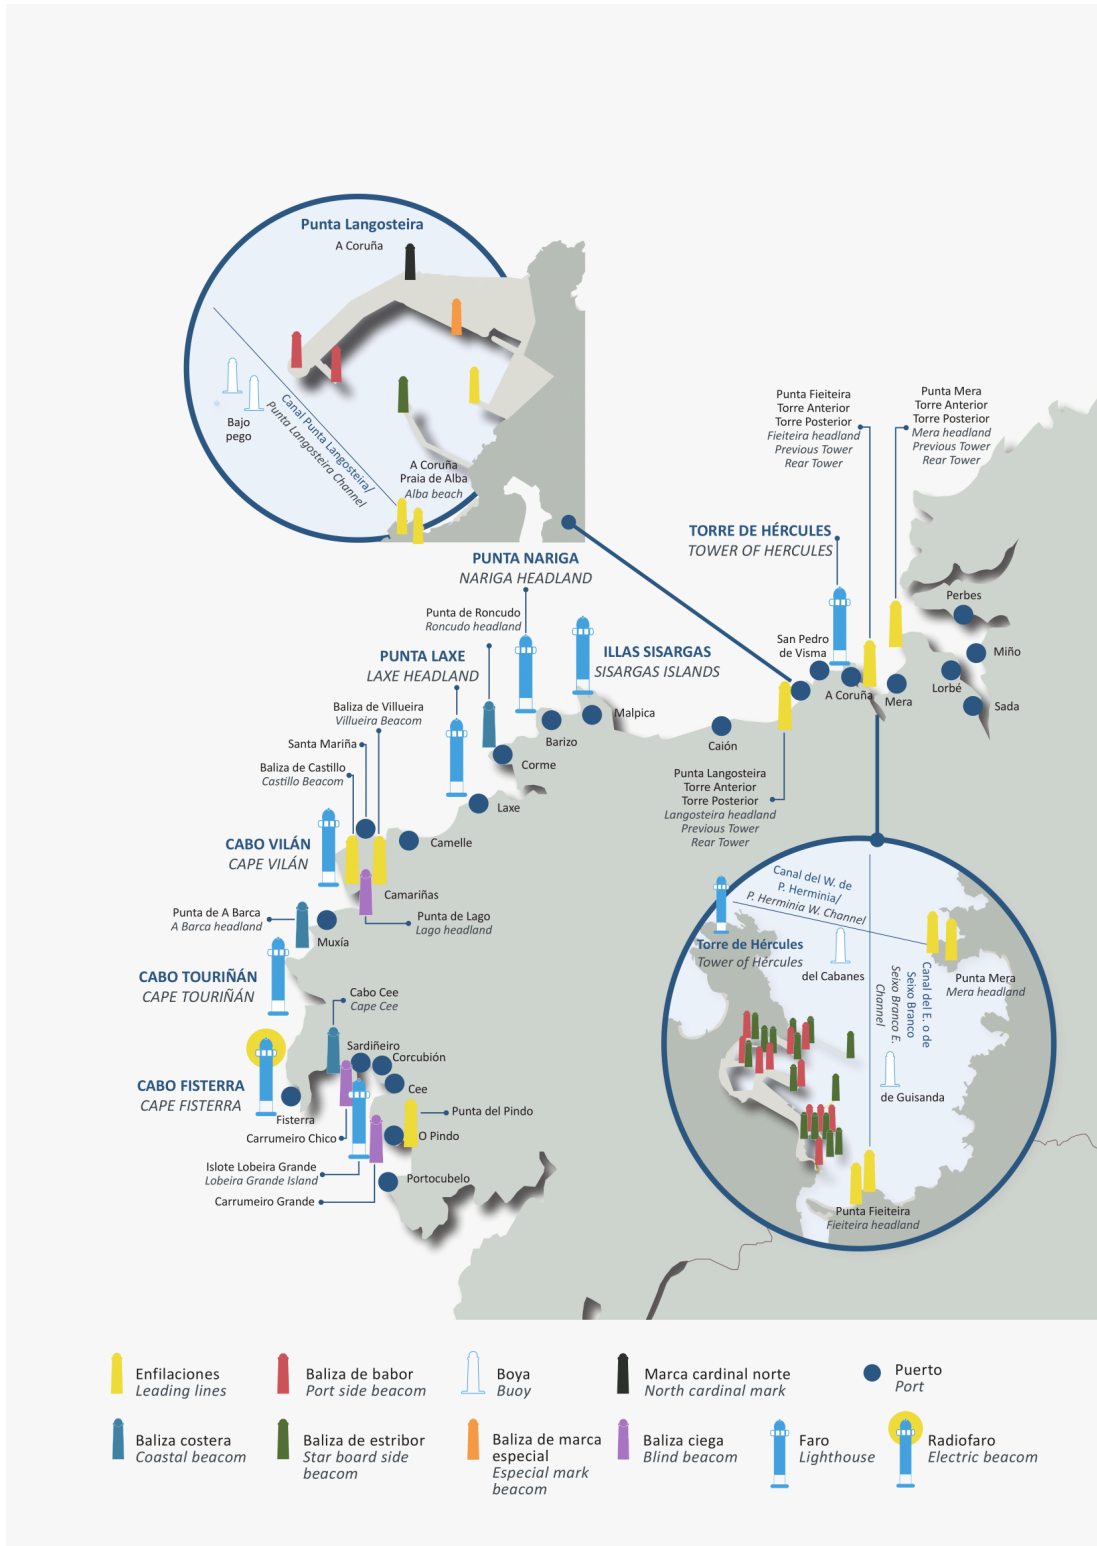 Punta Langosteira
A Coruña
Bajo
pego
Canal Punta Langosteira/
Punta Langosteira Channel
A Coruña
Praia de Alba
Alba beach
Punta Fieiteira
Torre Anterior
Torre Posterior
Fieiteira headland
Previous Tower
Rear Tower
Punta Mera
Torre Anterior
Torre Posterior
Mera headland
Previous Tower
Rear Tower
TORRE DE HÉRCULES
TOWER OF HERCULES
PUNTA NARIGA
NARIGA HEADLAND
Punta de Roncudo
Roncudo headland
PUNTA LAXE
LAXE HEADLAND
ILLAS SISARGAS
SISARGAS ISLANDS
Perbes
Miño
Lorbé
Sada
San Pedro
de Visma
A Coruña
Mera
Malpica
Barizo
Caión
Corme
Laxe
Baliza de Villueira
Villueira Beacom
Santa Mariña
Baliza de Castillo
Castillo Beacom
Punta Langosteira
Torre Anterior
Torre Posterior
Langosteira headland
Previous Tower
Rear Tower
CABO VILÁN
CAPE VILÁN
Camelle
Camariñas
Punta de Lago
Lago headland
Punta de A Barca
A Barca headland
Muxía
CABO TOURIÑÁN
CAPE TOURIÑÁN
Cabo Cee
Cape Cee
Sardiñeiro
Corcubión
Cee
CABO FISTERRA
CAPE FISTERRA
Fisterra
Punta del Pindo
O Pindo
Carrumeiro Chico
Islote Lobeira Grande
Lobeira Grande Island
Portocubelo
Carrumeiro Grande
Canal del W. de
P. Herminia/
P. Herminia W. Channel
Torre de Hércules
Tower of Hércules
del Cabanes
Punta Mera
Mera headland
Canal del E. o de
Seixo Branco
Seixo Branco E.
Channel
de Guisanda
Punta Fieiteira
Fieiteira headland
Enfilaciones
Leading lines
Baliza de babor
Port side beacom
Boya
Buoy
Marca cardinal norte
North cardinal mark
Puerto
Port
Baliza costera
Coastal beacom
Baliza de estribor
Star board side
beacom
Baliza de marca
especial
Especial mark
beacom
Baliza ciega
Blind beacom
Faro
Lighthouse
Radiofaro
Electric beacom